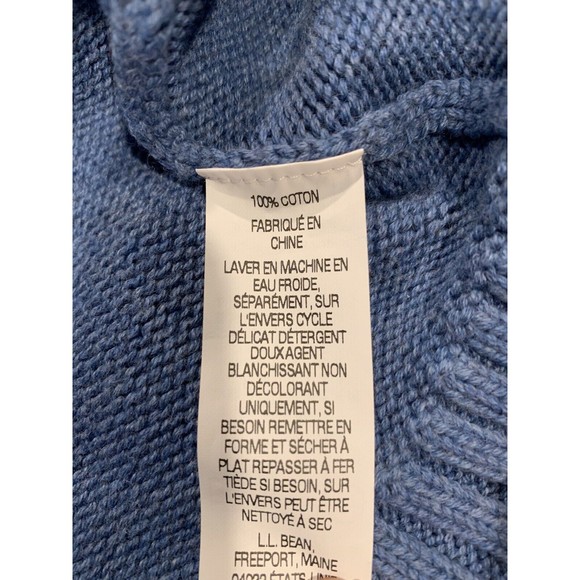 100% COTON
FABRIQUÉ EN
CHINE
LAVER EN MACHINE EN
EAU FROIDE,
SÉPARÉMENT, SUR
L'ENVERS CYCLE
DÉLICAT DÉTERGENT
DOUX AGENT
BLANCHISSANT NON
DÉCOLORANT
UNIQUEMENT, SI
BESOIN REMETTRE EN
FORME ET SÉCHER À
PLAT REPASSER À FER
TIÈDE SI BESOIN, SUR
L'ENVERS PEUT ÊTRE
NETTOYÉ À SEC
L.L. BEAN,
FREEPORT, MAINE